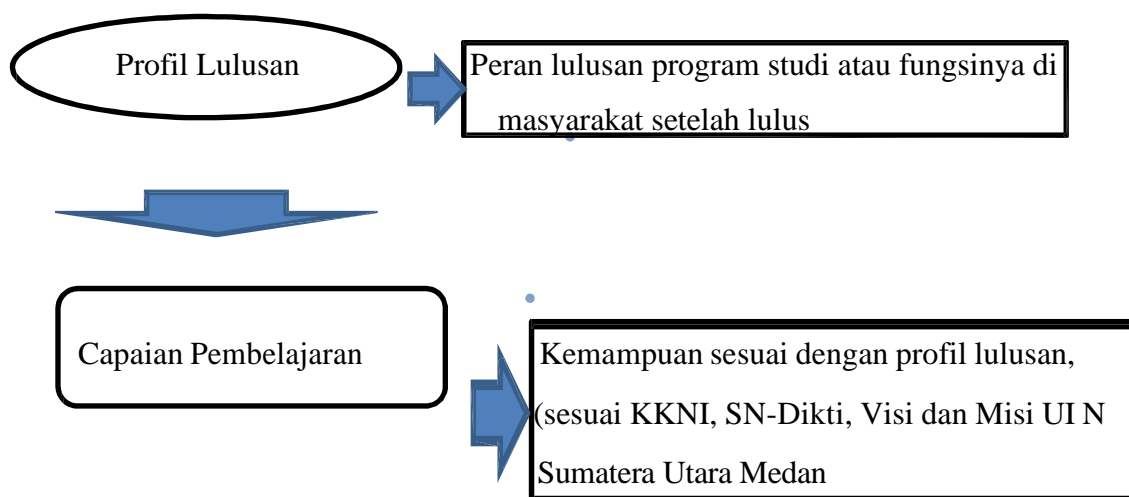 Profil Lulusan
Peran lulusan program studi atau fungsinya di
masyarakat setelah lulus
Capaian Pembelajaran
Kemampuan sesuai dengan profil lulusan,
(sesuai KKNI, SN-Dikti, Visi dan Misi UI N
Sumatera Utara Medan